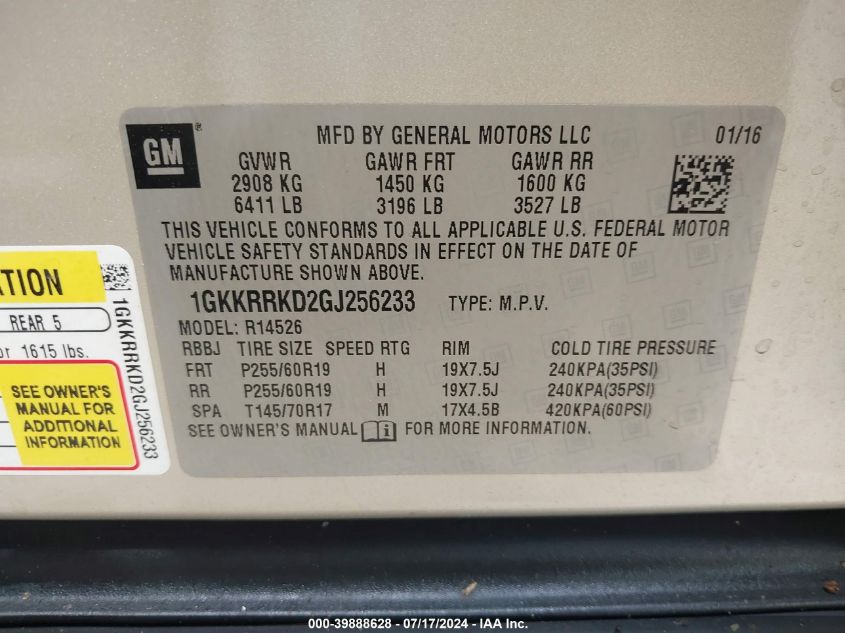 GM
MFD BY GENERAL MOTORS LLC 01/16
GVWR GAWR FRT GAWR RR
2908 KG 1450 KG 1600 KG
6411 LB 3196 LB 3527 LB
THIS VEHICLE CONFORMS TO ALL APPLICABLE U.S. FEDERAL MOTOR
VEHICLE SAFETY STANDARDS IN EFFECT ON THE DATE OF
MANUFACTURE SHOWN ABOVE.
1GKKRRKD2GJ256233 TYPE: M.P.V.
MODEL: R14526
RBBJ TIRE SIZE SPEED RTG RIM COLD TIRE PRESSURE
FRT P255/60R19 H 19X7.5J 240KPA(35PSI)
RR P255/60R19 H 19X7.5J 240KPA(35PSI)
SPA T145/70R17 M 17X4.5B 420KPA(60PSI)
SEE OWNER'S MANUAL FOR MORE INFORMATION.
REAR 5
1615 lbs.
SEE OWNER'S
MANUAL FOR
ADDITIONAL
INFORMATION
1GKKRRKD2GJ256233
000-39888628 - 07/17/2024 - IAA Inc.